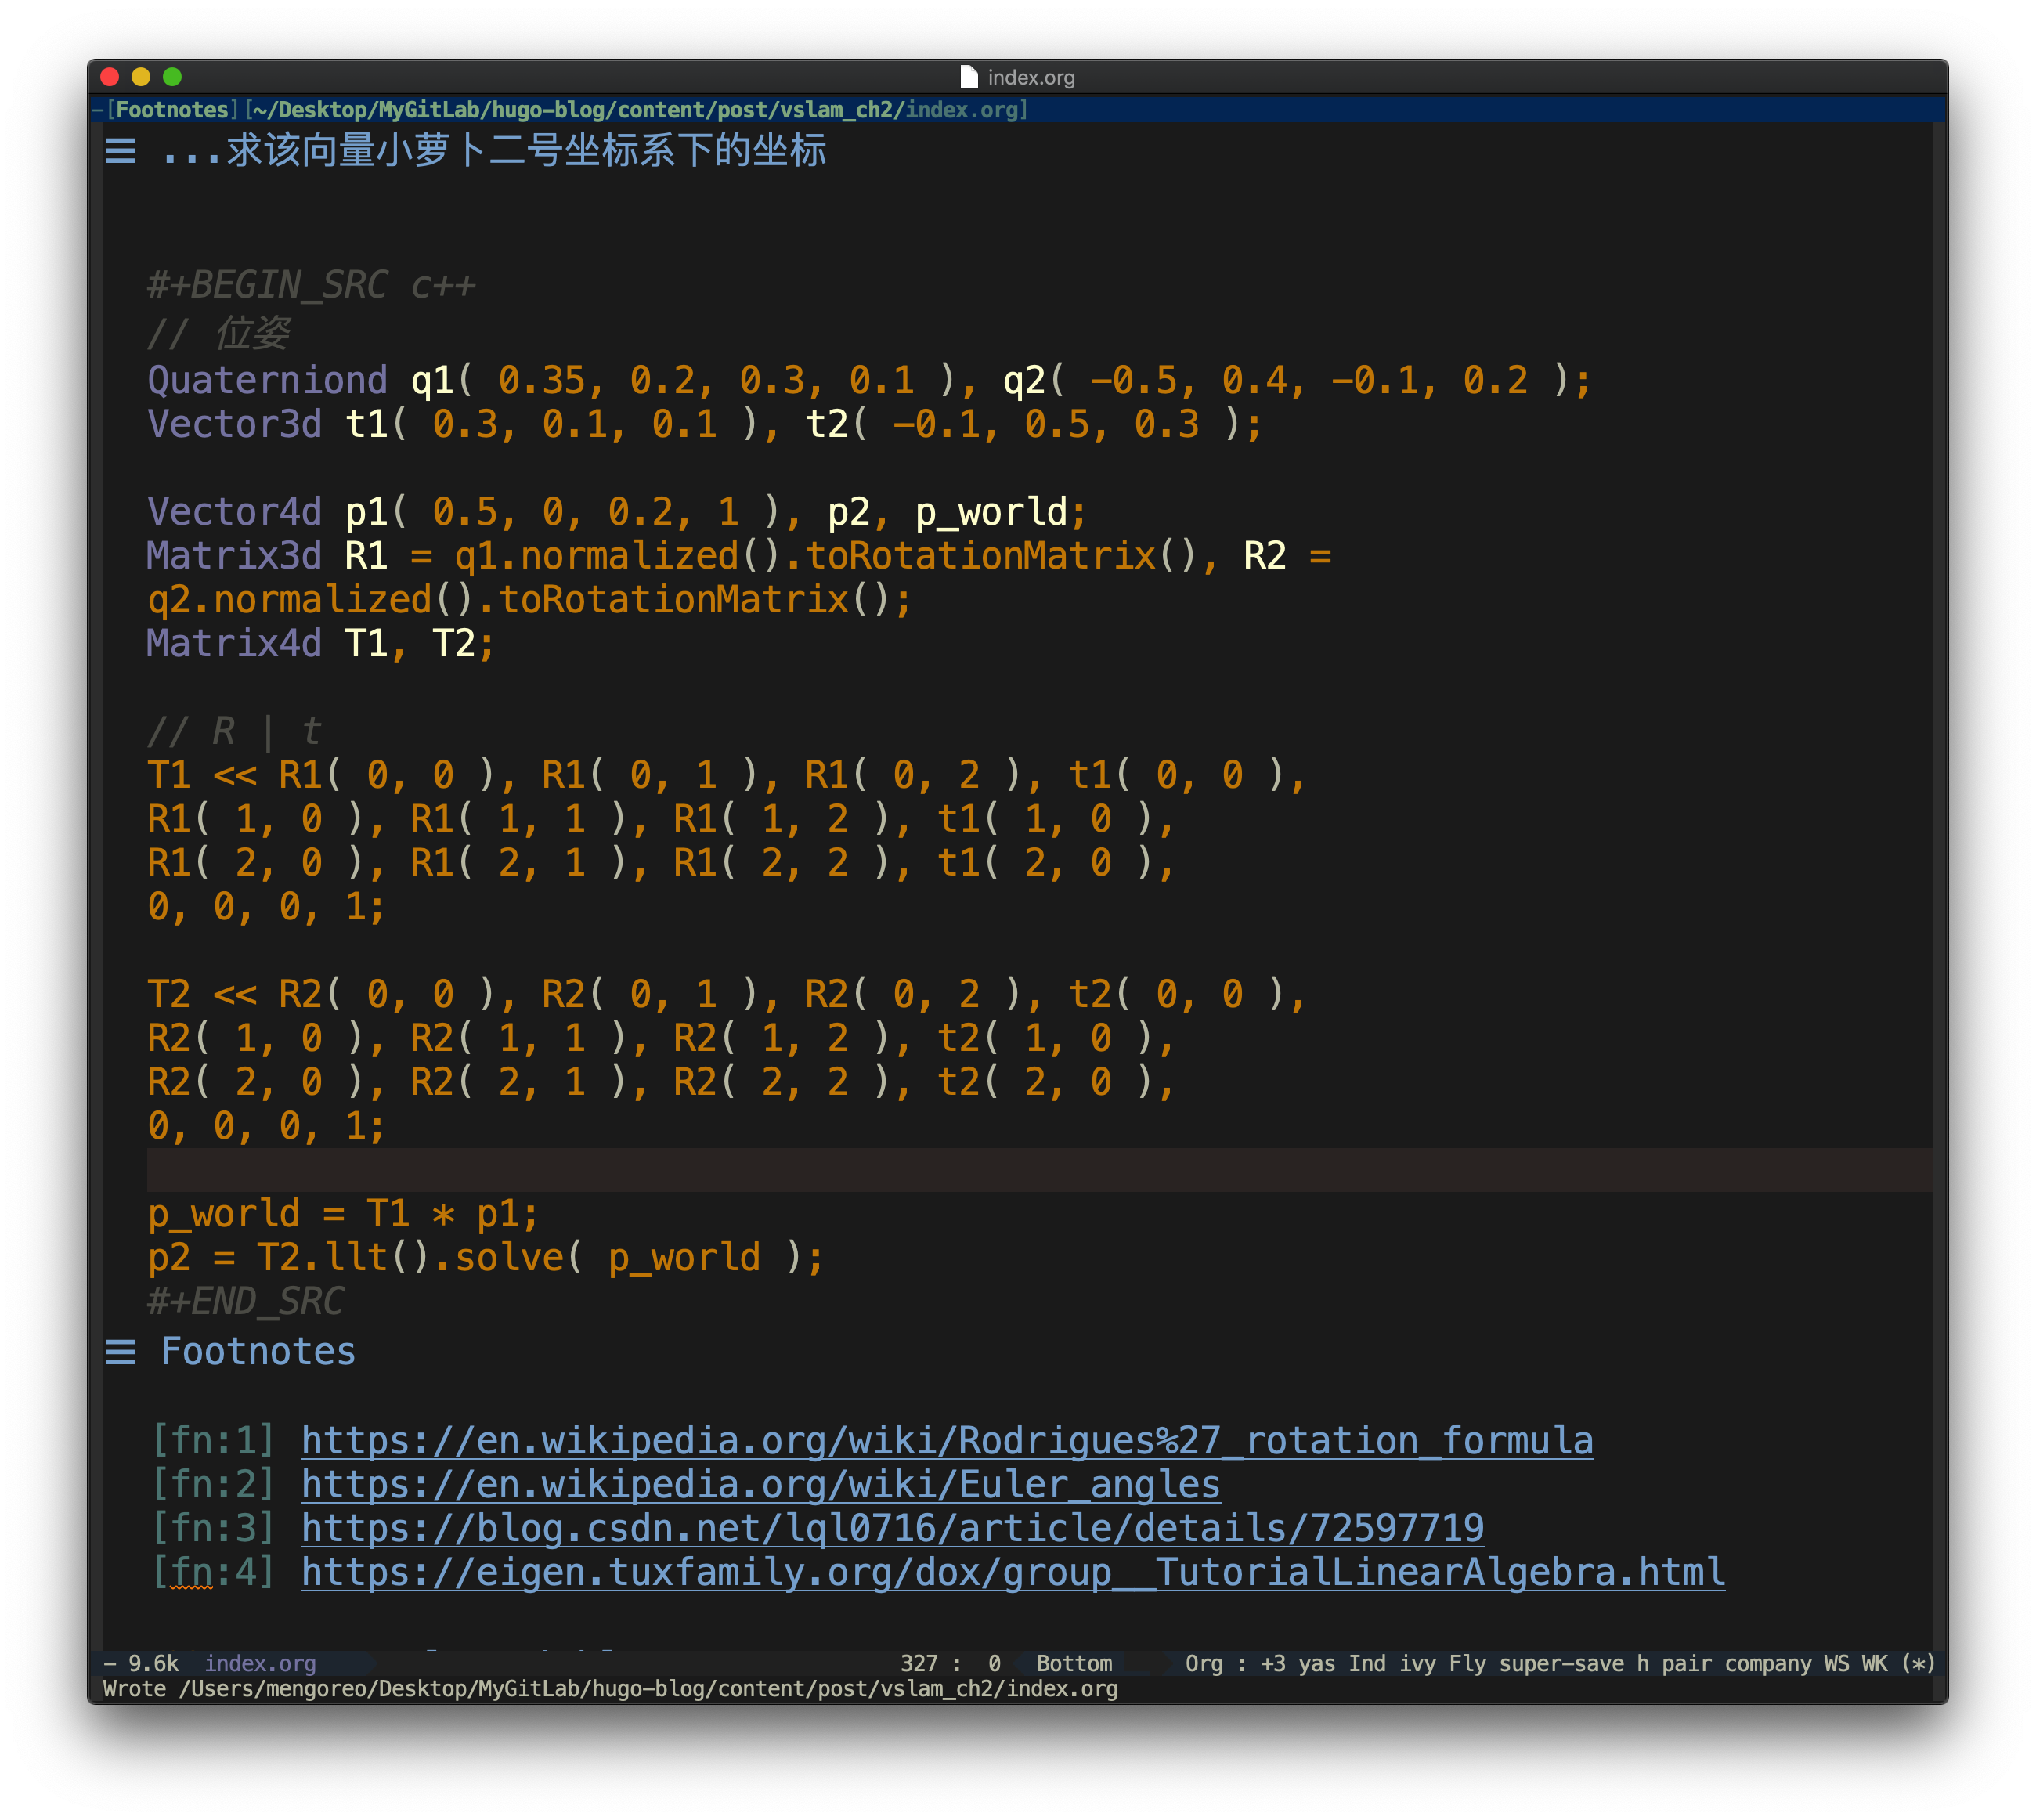 index.org
-[Footnotes][~/Desktop/MyGitLab/hugo-blog/content/post/vslam_ch2/index.org]
...求该向量小萝卜二号坐标系下的坐标
#+BEGIN_SRC c++
// 位姿
Quaterniond q1( 0.35, 0.2, 0.3, 0.1 ), q2( -0.5, 0.4, -0.1, 0.2 );
Vector3d t1( 0.3, 0.1, 0.1 ), t2( -0.1, 0.5, 0.3 );
Vector4d p1( 0.5, 0, 0.2, 1 ), p2, p_world;
Matrix3d R1 = q1.normalized().toRotationMatrix(), R2 =
q2.normalized().toRotationMatrix();
Matrix4d T1, T2;
// R | t
T1 << R1( 0, 0 ), R1( 0, 1 ), R1( 0, 2 ), t1( 0, 0 ),
R1( 1, 0 ), R1( 1, 1 ), R1( 1, 2 ), t1( 1, 0 ),
R1( 2, 0 ), R1( 2, 1 ), R1( 2, 2 ), t1( 2, 0 ),
0, 0, 0, 1;
T2 << R2( 0, 0 ), R2( 0, 1 ), R2( 0, 2 ), t2( 0, 0 ),
R2( 1, 0 ), R2( 1, 1 ), R2( 1, 2 ), t2( 1, 0 ),
R2( 2, 0 ), R2( 2, 1 ), R2( 2, 2 ), t2( 2, 0 ),
0, 0, 0, 1;
p_world = T1 * p1;
p2 = T2.llt().solve( p_world );
#+END_SRC
Footnotes
[fn:1] https://en.wikipedia.org/wiki/Rodrigues%27_rotation_formula
[fn:2] https://en.wikipedia.org/wiki/Euler_angles
[fn:3] https://blog.csdn.net/lql0716/article/details/72597719
[fn:4] https://eigen.tuxfamily.org/dox/group__TutorialLinearAlgebra.html
- 9.6k index.org 327 : 0 Bottom Org : +3 yas Ind ivy Fly super-save h pair company WS WK (*)
Wrote /Users/mengoreo/Desktop/MyGitLab/hugo-blog/content/post/vslam_ch2/index.org